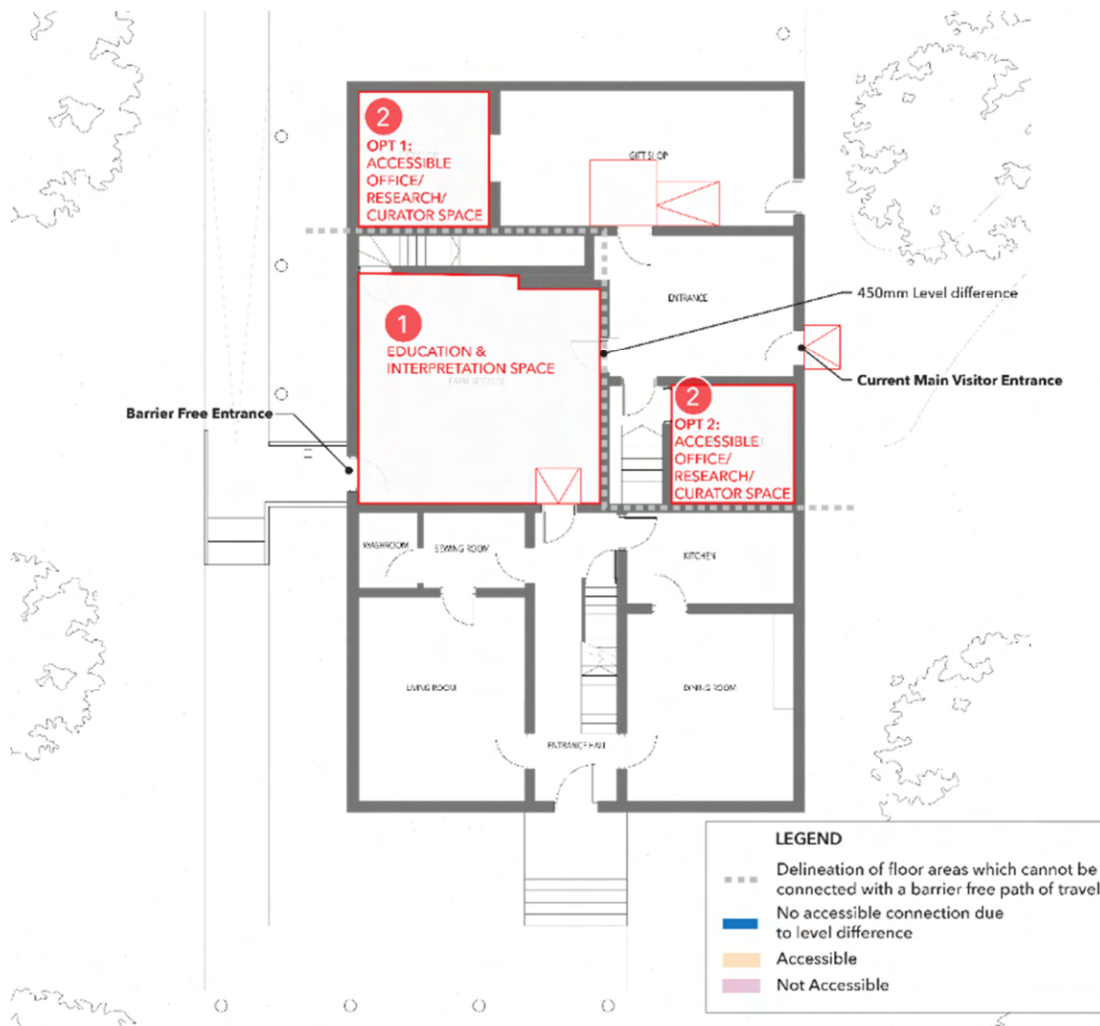 2
OPT 1:
ACCESSIBLE
OFFICE/
RESEARCH/
CURATOR SPACE
GIFT SHOP
ENTRANCE
450mm Level difference
1
EDUCATION &
INTERPRETATION SPACE
Current Main Visitor Entrance
Barrier Free Entrance
2
OPT 2:
ACCESSIBLE
OFFICE/
RESEARCH/
CURATOR SPACE
WASHROOM
SEWING ROOM
KITCHEN
LIVING ROOM
DINING ROOM
ENTRANCE HALL
LEGEND
Delineation of floor areas which cannot be
connected with a barrier free path of travel
No accessible connection due
to level difference
Accessible
Not Accessible